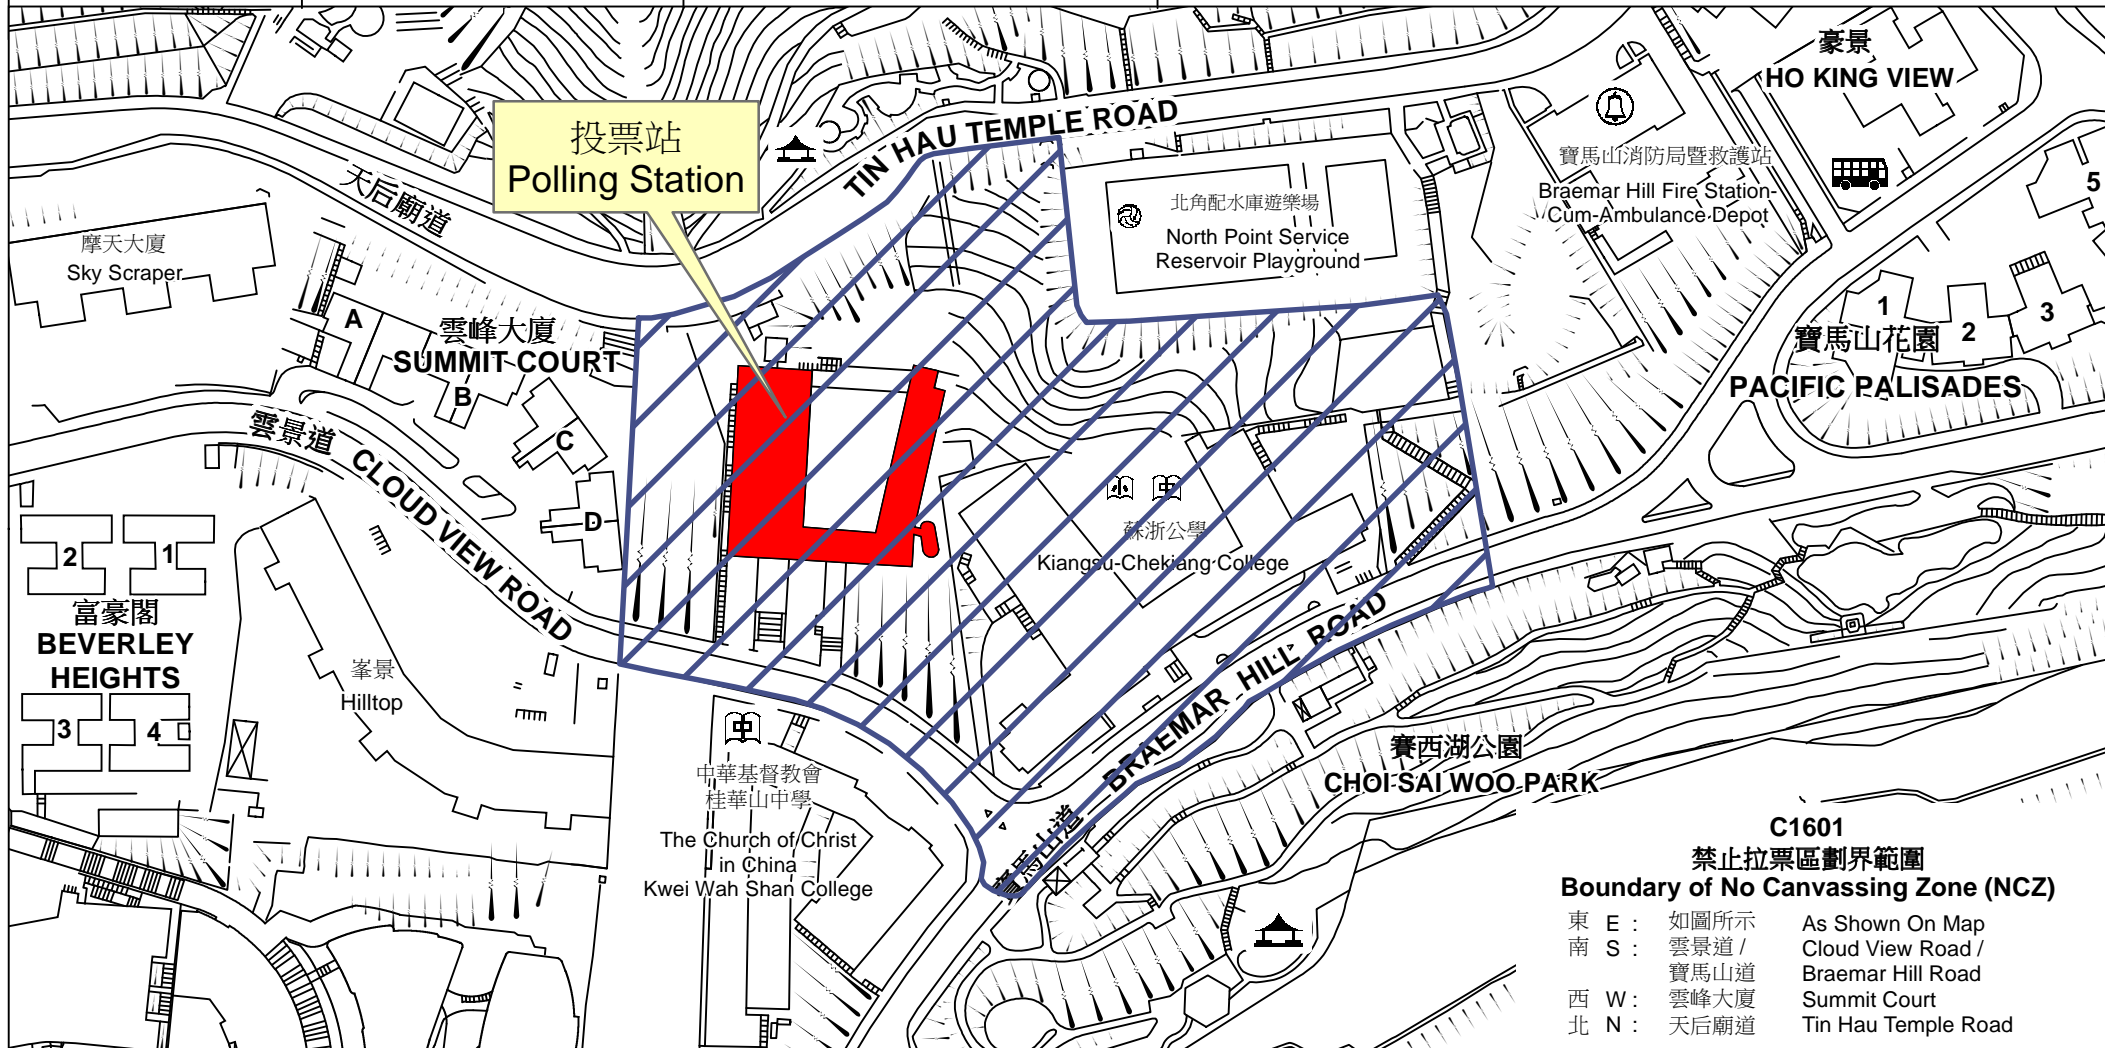 豪景
HO KING VIEW
投票站
Polling Station
TIN HAU TEMPLE ROAD
天后廟道
寶馬山消防局暨救護站
Braemar Hill Fire Station-
Cum-Ambulance Depot
5
北角配水庫遊樂場
North Point Service
Reservoir Playground
摩天大廈
Sky Scraper
A
雲峰大廈
SUMMIT COURT
B
C
D
1
2
3
寶馬山花園
PACIFIC PALISADES
雲景道 CLOUD VIEW ROAD
蘇浙公學
Kiangsu-Chekiang College
2
1
富豪閣
BEVERLEY
HEIGHTS
3
4
峯景
Hilltop
中華基督教會
桂華山中學
The Church of Christ
in China
Kwei Wah Shan College
寶馬山道 BRAEMAR HILL ROAD
賽西湖公園
CHOI SAI WOO PARK
C1601
禁止拉票區劃界範圍
Boundary of No Canvassing Zone (NCZ)
東 E : 如圖所示 As Shown On Map
南 S : 雲景道 / Cloud View Road /
寶馬山道 Braemar Hill Road
西 W : 雲峰大廈 Summit Court
北 N : 天后廟道 Tin Hau Temple Road